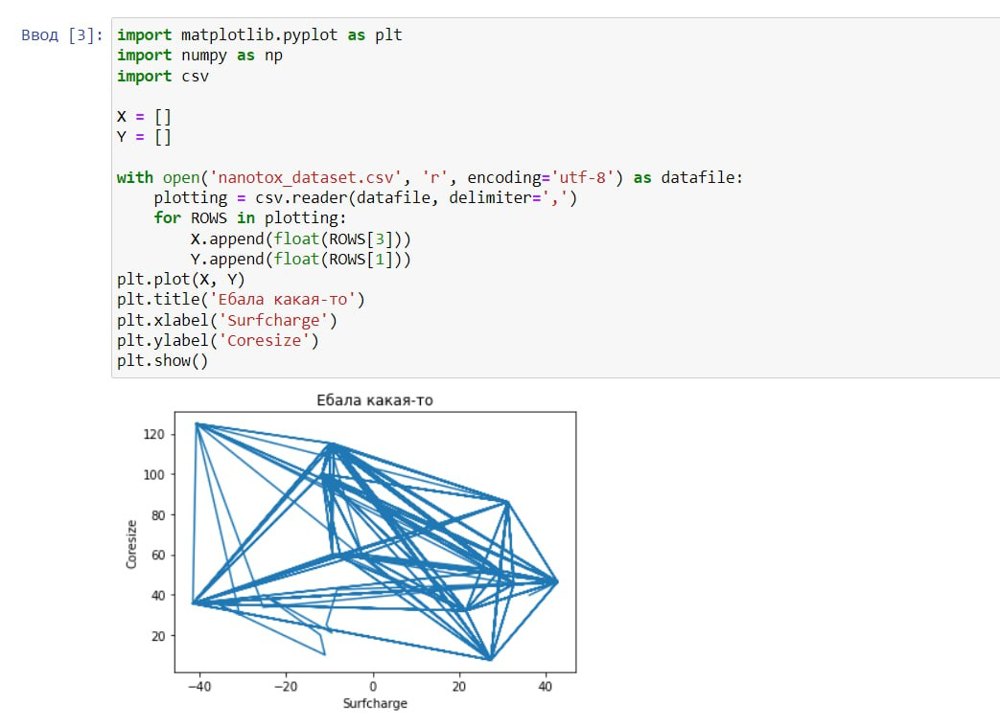 Ввод [3]: import matplotlib.pyplot as plt
import numpy as np
import csv
X = []
Y = []
with open('nanotox_dataset.csv', 'r', encoding='utf-8') as datafile:
    plotting = csv.reader(datafile, delimiter=',')
    for ROWS in plotting:
        X.append(float(ROWS[3]))
        Y.append(float(ROWS[1]))
plt.plot(X, Y)
plt.title('Ебала какая-то')
plt.xlabel('Surfcharge')
plt.ylabel('Coresize')
plt.show()
Ебала какая-то
120
100
80
60
40
20
Coresize
−40 −20 0 20 40
Surfcharge